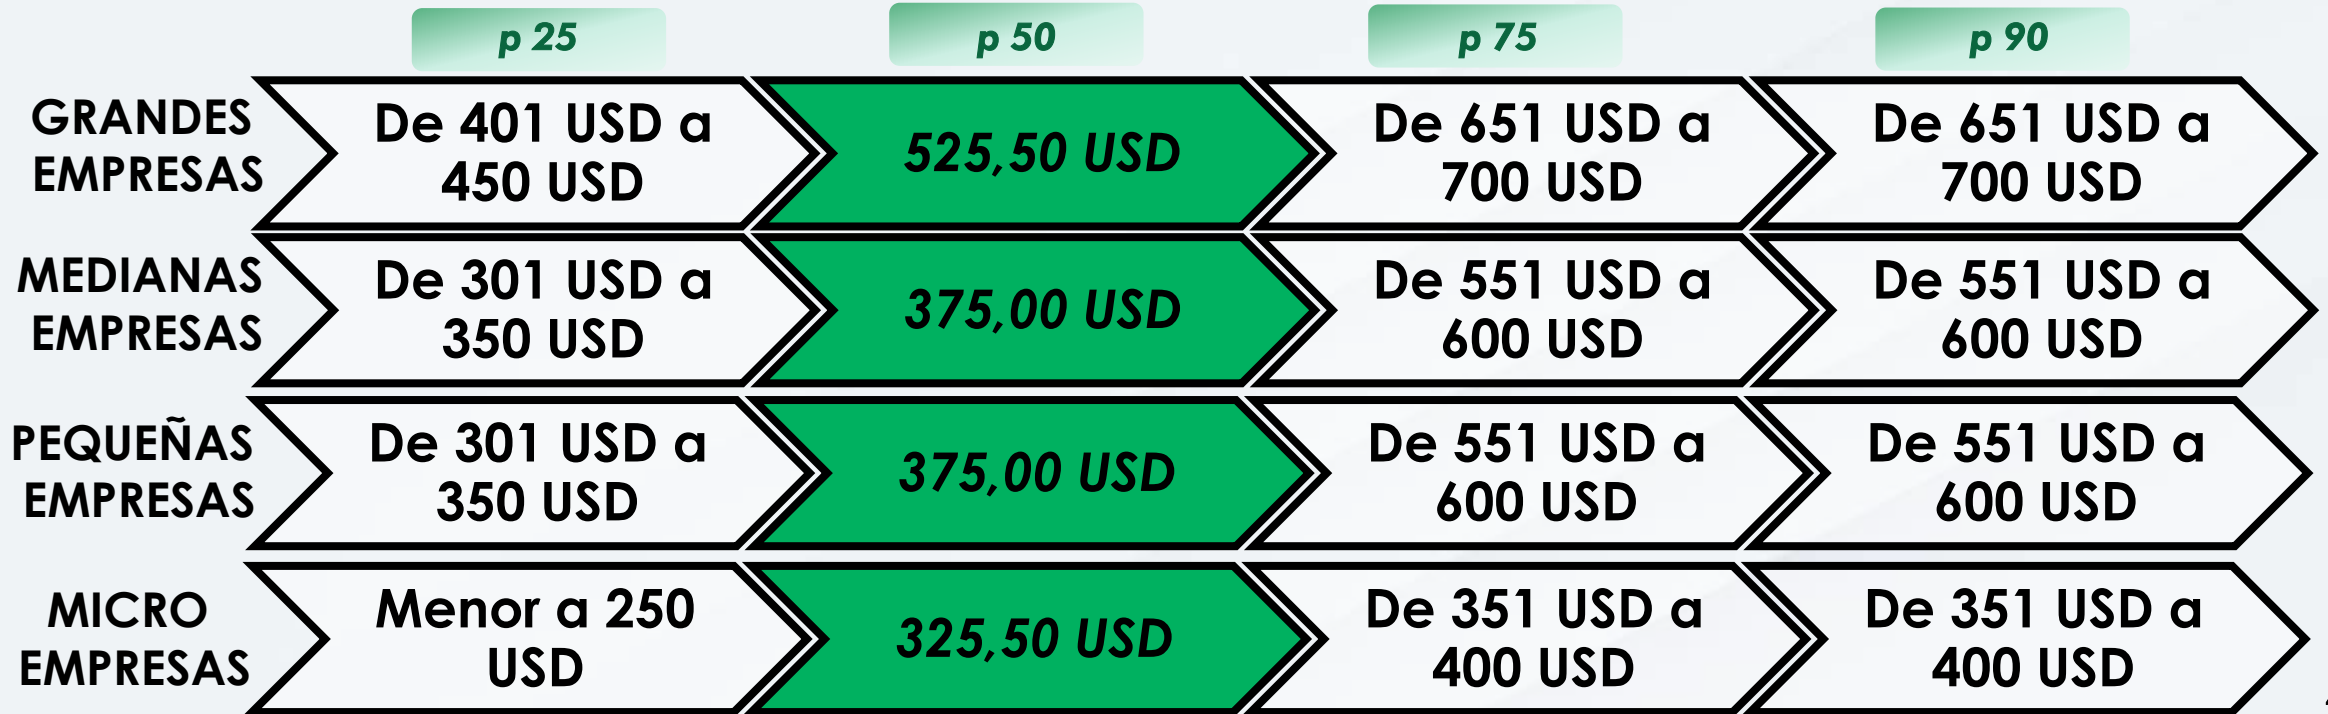 p 25
p 50
p 75
p 90
GRANDES
EMPRESAS
De 401 USD a
450 USD
525,50 USD
De 651 USD a
700 USD
De 651 USD a
700 USD
MEDIANAS
EMPRESAS
De 301 USD a
350 USD
375,00 USD
De 551 USD a
600 USD
De 551 USD a
600 USD
PEQUEÑAS
EMPRESAS
De 301 USD a
350 USD
375,00 USD
De 551 USD a
600 USD
De 551 USD a
600 USD
MICRO
EMPRESAS
Menor a 250
USD
325,50 USD
De 351 USD a
400 USD
De 351 USD a
400 USD